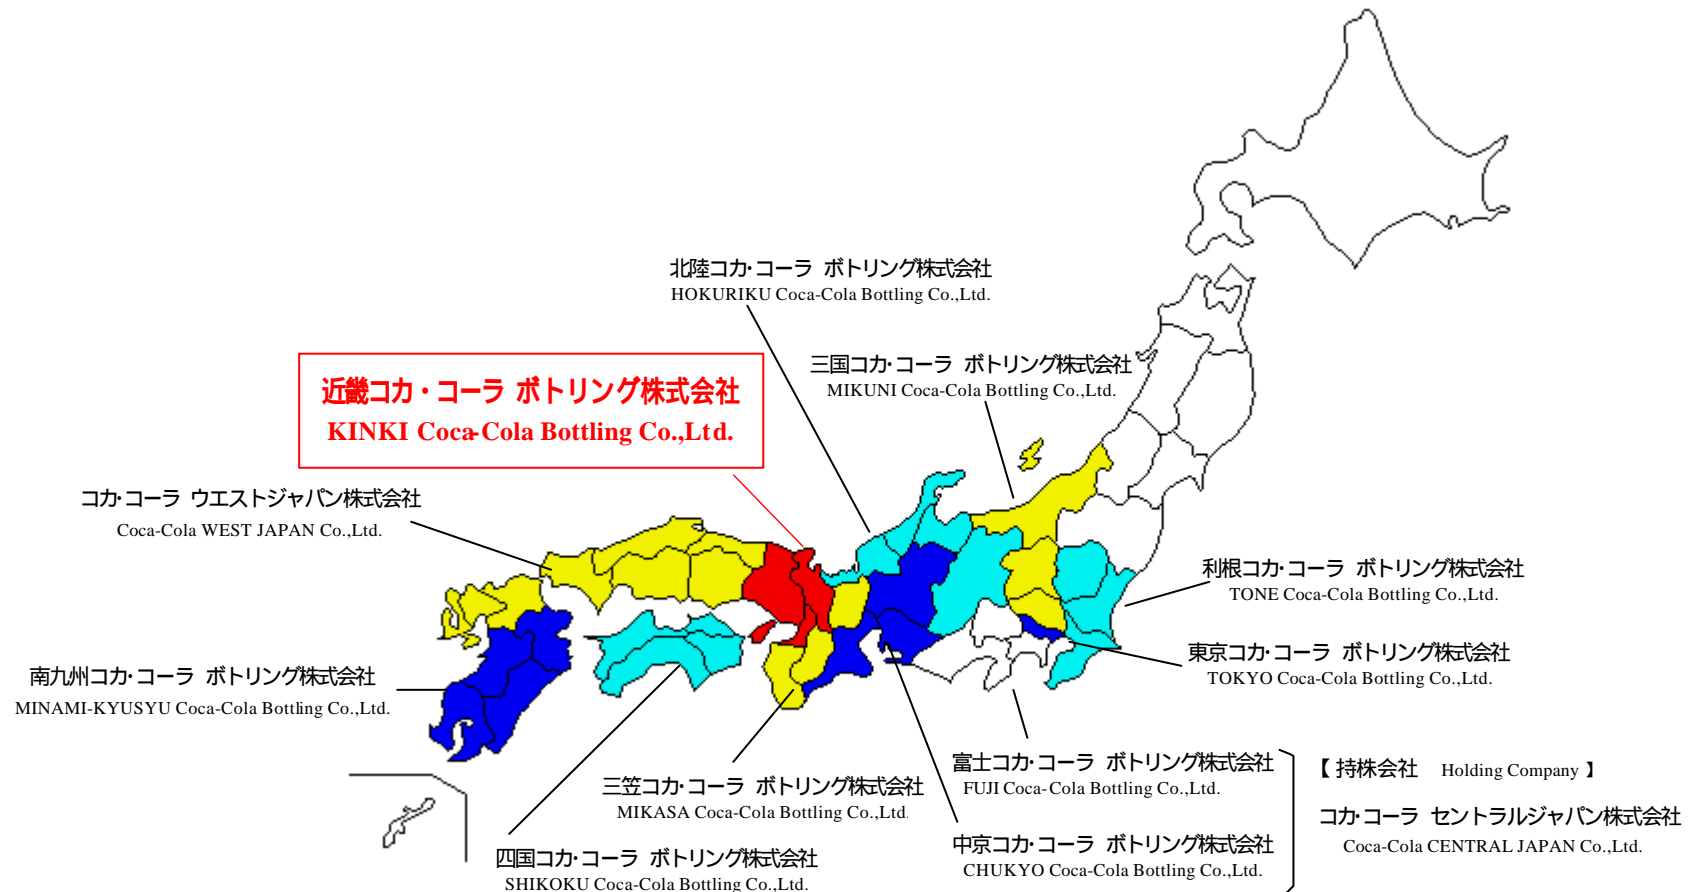 北陸コカ・コーラ ボトリング株式会社
HOKURIKU Coca-Cola Bottling Co.,Ltd.
三国コカ・コーラ ボトリング株式会社
MIKUNI Coca-Cola Bottling Co.,Ltd.
近畿コカ・コーラ ボトリング株式会社
KINKI Coca-Cola Bottling Co.,Ltd.
コカ・コーラ ウエストジャパン株式会社
Coca-Cola WEST JAPAN Co.,Ltd.
利根コカ・コーラ ボトリング株式会社
TONE Coca-Cola Bottling Co.,Ltd.
東京コカ・コーラ ボトリング株式会社
TOKYO Coca-Cola Bottling Co.,Ltd.
南九州コカ・コーラ ボトリング株式会社
MINAMI-KYUSYU Coca-Cola Bottling Co.,Ltd.
富士コカ・コーラ ボトリング株式会社
FUJI Coca-Cola Bottling Co.,Ltd.
【 持株会社 Holding Company 】
三笠コカ・コーラ ボトリング株式会社
MIKASA Coca-Cola Bottling Co.,Ltd.
コカ・コーラ セントラルジャパン株式会社
Coca-Cola CENTRAL JAPAN Co.,Ltd.
中京コカ・コーラ ボトリング株式会社
CHUKYO Coca-Cola Bottling Co.,Ltd.
四国コカ・コーラ ボトリング株式会社
SHIKOKU Coca-Cola Bottling Co.,Ltd.